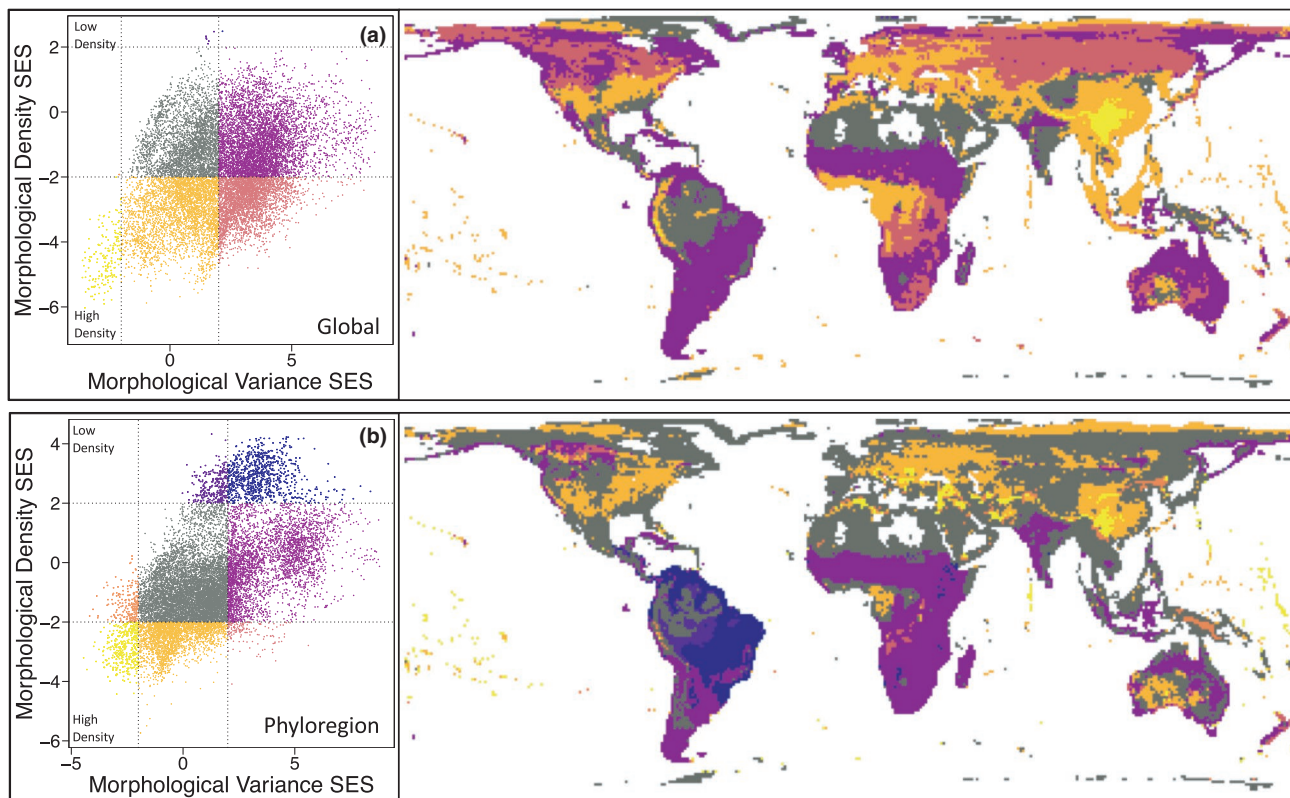 Low
Density
(a)
Morphological Density SES
2
0
−2
−4
−6
High
Density
Global
0
5
Morphological Variance SES
Low
Density
(b)
Morphological Density SES
4
2
0
−2
−4
−6
High
Density
Phyloregion
−5
0
5
Morphological Variance SES